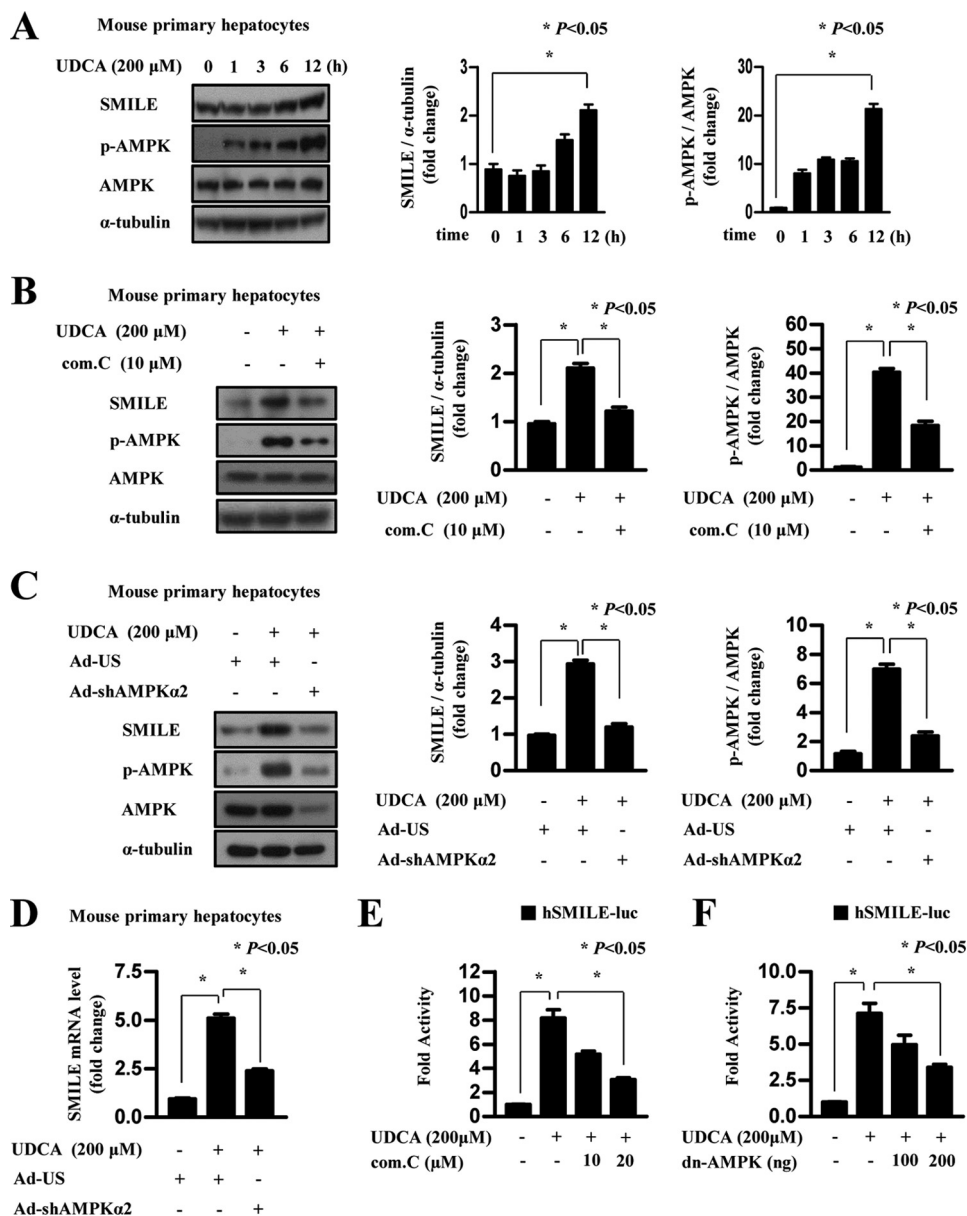 A
Mouse primary hepatocytes
UDCA (200 μM) 0 1 3 6 12 (h)
SMILE
p-AMPK
AMPK
α-tubulin
* P<0.05
*
SMILE / α-tubulin
(fold change)
3
2
1
0
time 0 1 3 6 12 (h)
* P<0.05
*
p-AMPK / AMPK
(fold change)
30
20
10
0
time 0 1 3 6 12 (h)
B
Mouse primary hepatocytes
UDCA (200 μM) - + +
com.C (10 μM) - - +
SMILE
p-AMPK
AMPK
α-tubulin
* P<0.05
* *
SMILE / α-tubulin
(fold change)
3
2
1
0
UDCA (200 μM) - + +
com.C (10 μM) - - +
* P<0.05
* *
p-AMPK / AMPK
(fold change)
60
50
40
30
20
10
0
UDCA (200 μM) - + +
com.C (10 μM) - - +
C
Mouse primary hepatocytes
UDCA (200 μM) - + +
Ad-US + + -
Ad-shAMPKα2 - - +
SMILE
p-AMPK
AMPK
α-tubulin
* P<0.05
* *
SMILE / α-tubulin
(fold change)
4
3
2
1
0
UDCA (200 μM) - + +
Ad-US + + -
Ad-shAMPKα2 - - +
* P<0.05
* *
p-AMPK / AMPK
(fold change)
10
8
6
4
2
0
UDCA (200 μM) - + +
Ad-US + + -
Ad-shAMPKα2 - - +
D
Mouse primary hepatocytes
* P<0.05
* *
SMILE mRNA level
(fold change)
7.5
5.0
2.5
0.0
UDCA (200 μM) - + +
Ad-US + + -
Ad-shAMPKα2 - - +
E
hSMILE-luc
* P<0.05
* *
Fold Activity
12
10
8
6
4
2
0
UDCA (200μM) - + + +
com.C (μM) - - 10 20
F
hSMILE-luc
* P<0.05
* *
Fold Activity
10.0
7.5
5.0
2.5
0.0
UDCA (200μM) - + + +
dn-AMPK (ng) - - 100 200